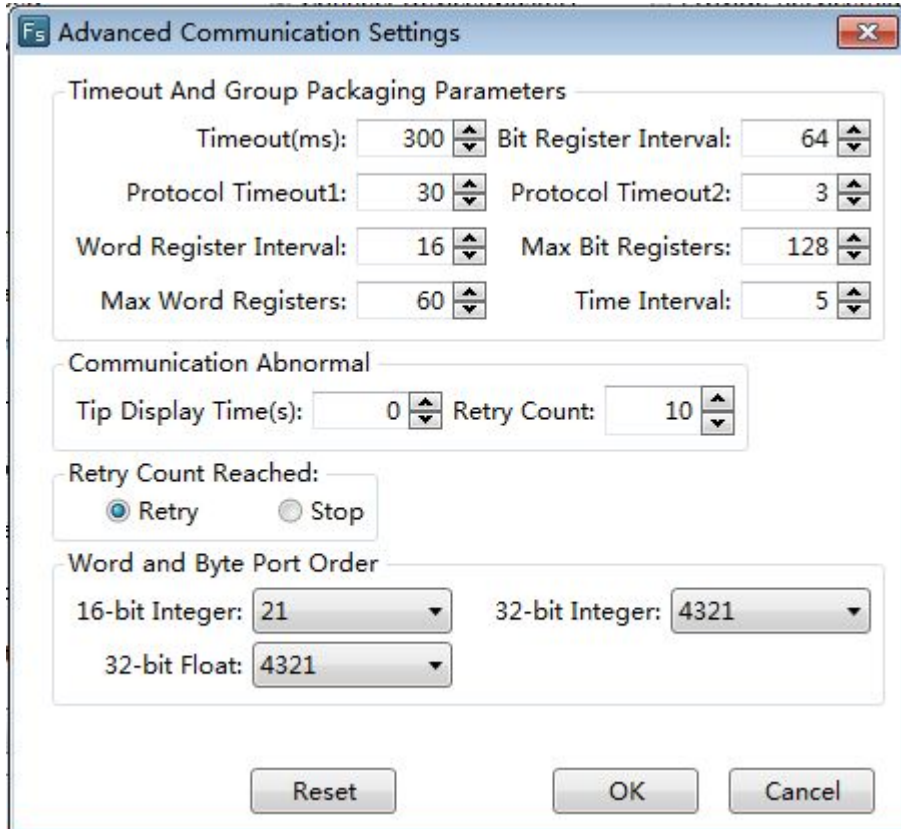 Fs Advanced Communication Settings
Timeout And Group Packaging Parameters
Timeout(ms): 300 Bit Register Interval: 64
Protocol Timeout1: 30 Protocol Timeout2: 3
Word Register Interval: 16 Max Bit Registers: 128
Max Word Registers: 60 Time Interval: 5
Communication Abnormal
Tip Display Time(s): 0 Retry Count: 10
Retry Count Reached:
Retry Stop
Word and Byte Port Order
16-bit Integer: 21 32-bit Integer: 4321
32-bit Float: 4321
Reset OK Cancel